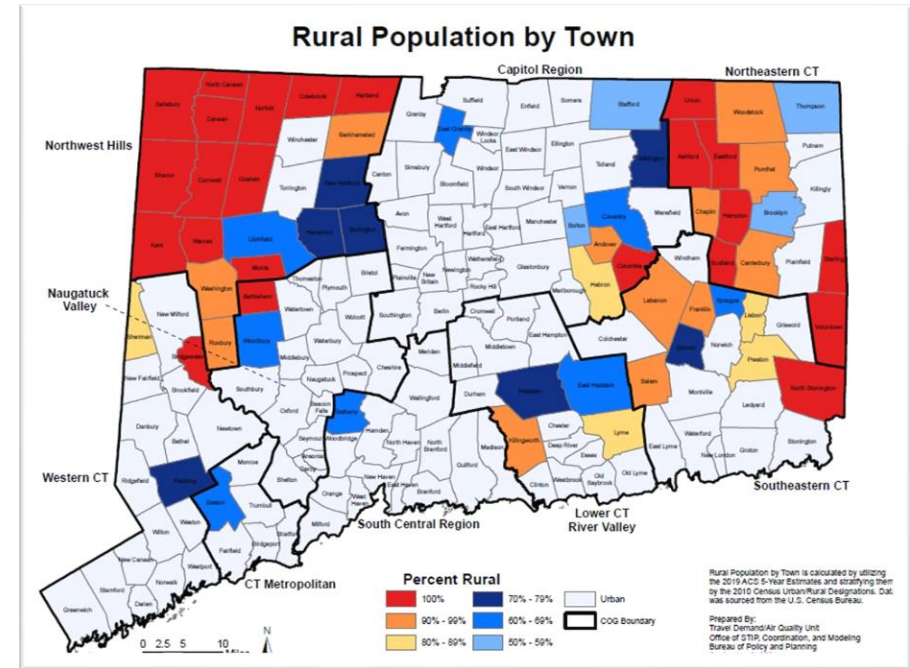 Rural Population by Town
Capitol Region
Northeastern CT
Northwest Hills
Naugatuck
Valley
Western CT
CT Metropolitan
South Central Region
Lower CT
River Valley
Southeastern CT
Salisbury
North Canaan
Canaan
Norfolk
Colebrook
Hartland
Granby
Suffield
Enfield
Somers
Stafford
Union
Woodstock
Thompson
Winchester
Barkhamsted
East Granby
Windsor
Locks
East Windsor
Ellington
Putnam
Sharon
Cornwall
Goshen
Torrington
New Hartford
Canton
Simsbury
Bloomfield
Windsor
South Windsor
Vernon
Tolland
Ashford
Eastford
Pomfret
Killingly
Kent
Warren
Litchfield
Burlington
Avon
West
Hartford
Hartford
East Hartford
Manchester
Bolton
Coventry
Mansfield
Chaplin
Hampton
Brooklyn
Morris
Farmington
Wethersfield
Newington
Glastonbury
Andover
Columbia
Windham
Scotland
Canterbury
Plainfield
Sterling
Washington
Bethlehem
Watertown
Thomaston
Plymouth
Bristol
Plainville
New
Britain
Rocky Hill
Marlborough
Hebron
Lebanon
Franklin
Sprague
Lisbon
Griswold
Voluntown
Sherman
New Milford
Roxbury
Woodbury
Wolcott
Southington
Berlin
Cromwell
Portland
East Hampton
Colchester
Bozrah
Norwich
Preston
North Stonington
Bridgewater
New Fairfield
Brookfield
Southbury
Middlebury
Waterbury
Naugatuck
Prospect
Cheshire
Meriden
Middlefield
Middletown
Haddam
East Haddam
Salem
Montville
Ledyard
Danbury
Bethel
Newtown
Oxford
Beacon
Falls
Bethany
Wallingford
Durham
Killingworth
Chester
Deep River
Essex
Lyme
East Lyme
Waterford
New London
Groton
Stonington
Ridgefield
Redding
Monroe
Seymour
Woodbridge
Hamden
North Haven
North
Branford
Guilford
Madison
Clinton
Westbrook
Old
Saybrook
Old Lyme
Easton
Trumbull
Shelton
Orange
West
Haven
New Haven
East Haven
Branford
Milford
Wilton
Weston
Fairfield
Bridgeport
New Canaan
Norwalk
Westport
Stamford
Darien
Greenwich
Percent Rural
100%
70% - 79%
Urban
90% - 99%
60% - 69%
COG Boundary
80% - 89%
50% - 59%
0 2.5 5 10
N
Rural Population by Town is calculated by utilizing
the 2019 ACS 5-Year Estimates and stratifying them
by the 2010 Census Urban/Rural Designations. Dat
was sourced from the U.S. Census Bureau.
Prepared By:
Travel Demand/Air Quality Unit
Office of STIP, Coordination, and Modeling
Bureau of Policy and Planning